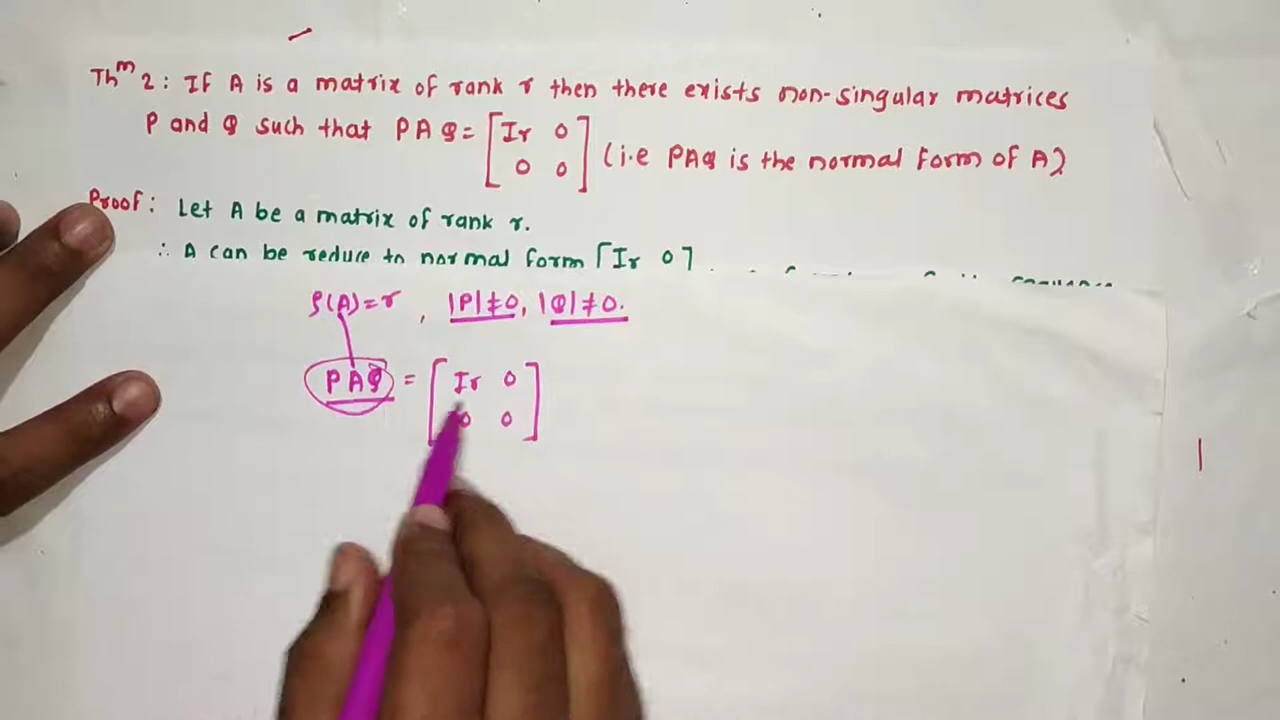 Thᵐ 2: If A is a matrix of rank r then there exists non-singular matrices
P and Q such that PAQ = [Ir 0
0 0] (i.e PAQ is the normal form of A)
Proof: Let A be a matrix of rank r.
∴ A can be reduce to normal form [Ir 0]
ρ(A)=r , |P|≠0, |Q|≠0.
PAQ = [Ir 0
0 0]